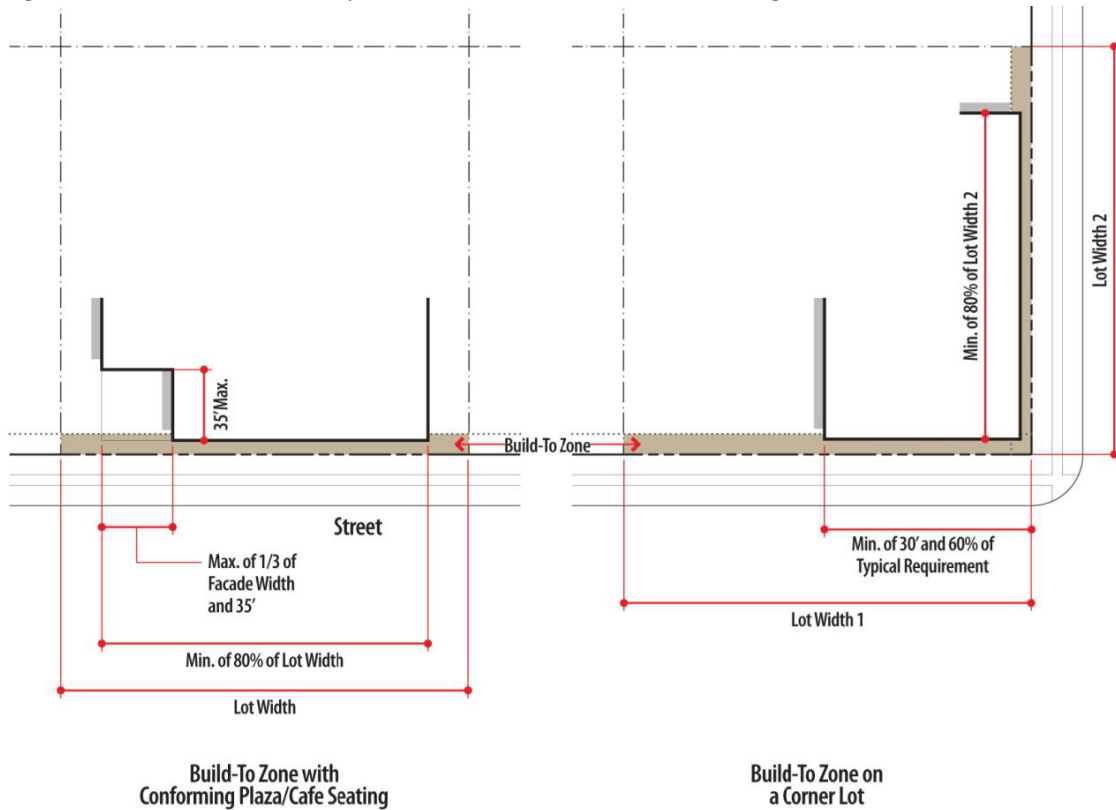 35' Max.
Build-To Zone
Street
Max. of 1/3 of
Facade Width
and 35'
Min. of 80% of Lot Width
Lot Width
Build-To Zone with
Conforming Plaza/Cafe Seating
Min. of 80% of Lot Width 2
Lot Width 2
Min. of 30' and 60% of
Typical Requirement
Lot Width 1
Build-To Zone on
a Corner Lot